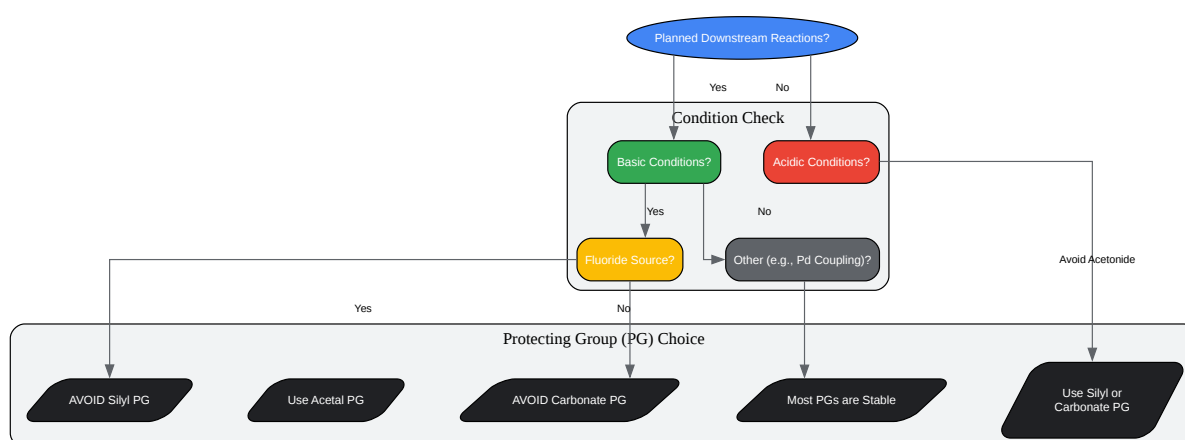 Planned Downstream Reactions?
Yes
No
Condition Check
Basic Conditions?
Acidic Conditions?
Yes
No
Fluoride Source?
Other (e.g., Pd Coupling)?
Avoid Acetonide
Yes
No
Protecting Group (PG) Choice
AVOID Silyl PG
Use Acetal PG
AVOID Carbonate PG
Most PGs are Stable
Use Silyl or
Carbonate PG